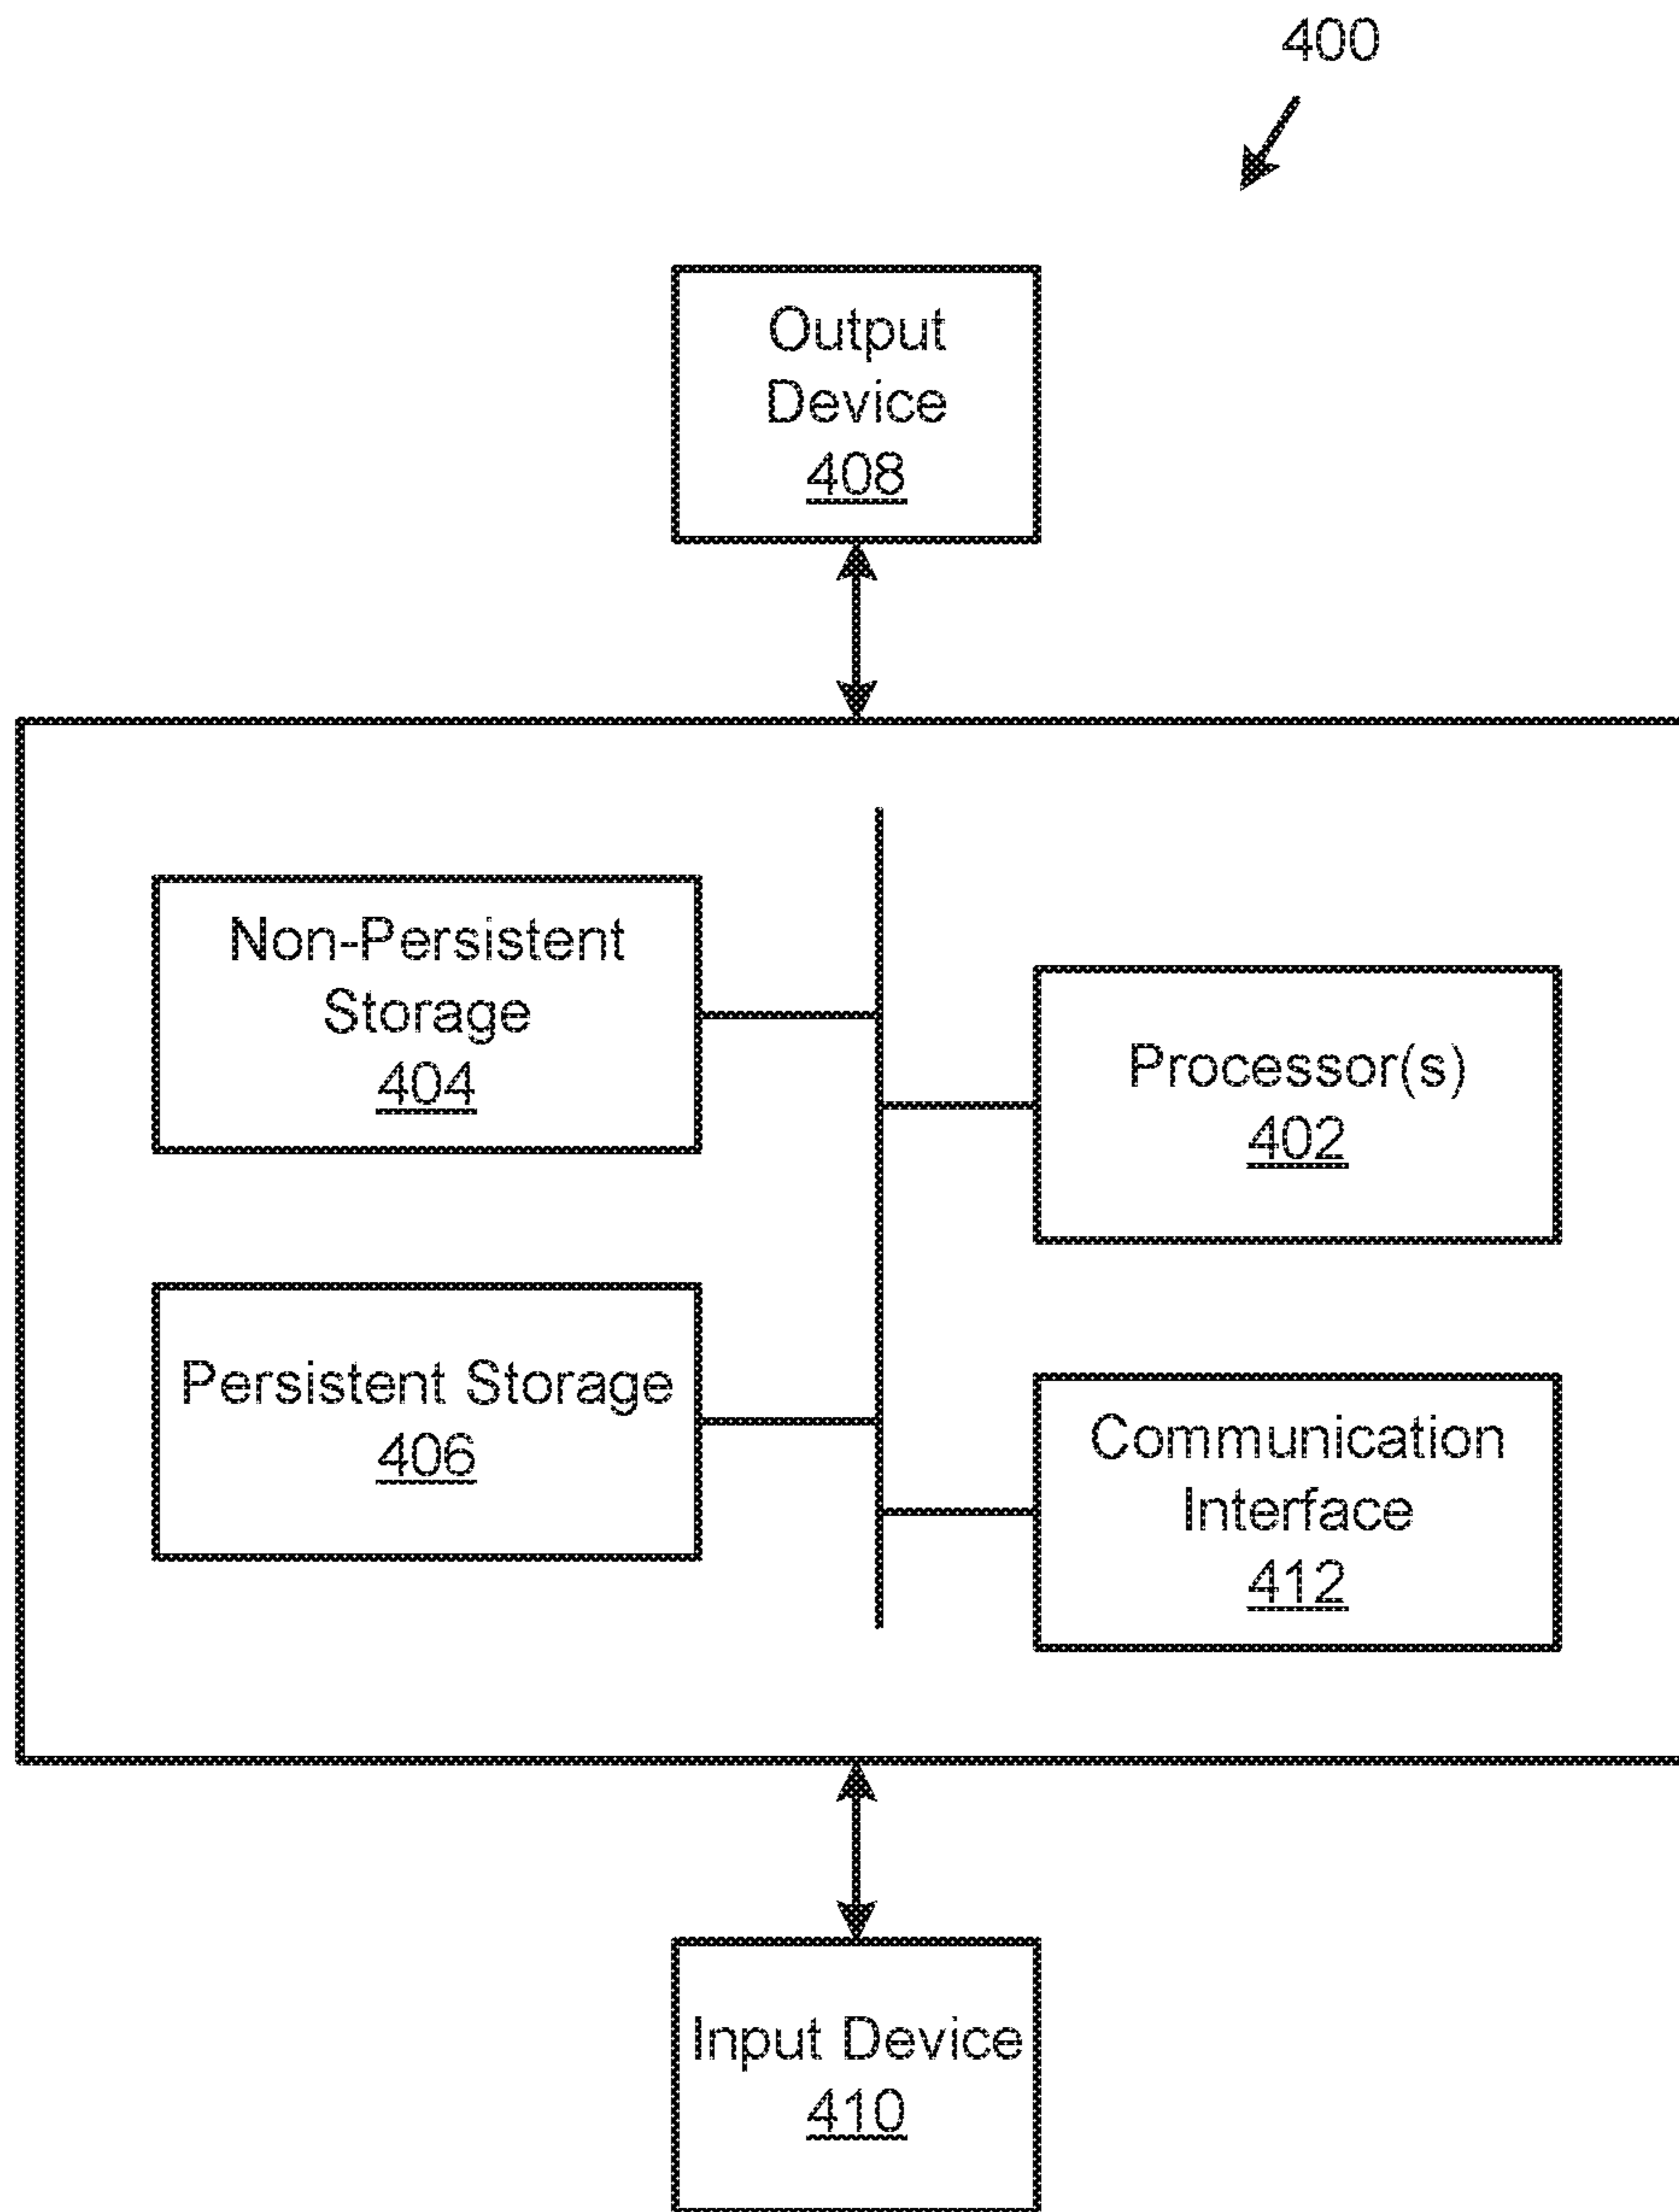 400
Output
Device
408
Non-Persistent
Storage
404
Processor(s)
402
Persistent Storage
406
Communication
Interface
412
Input Device
410